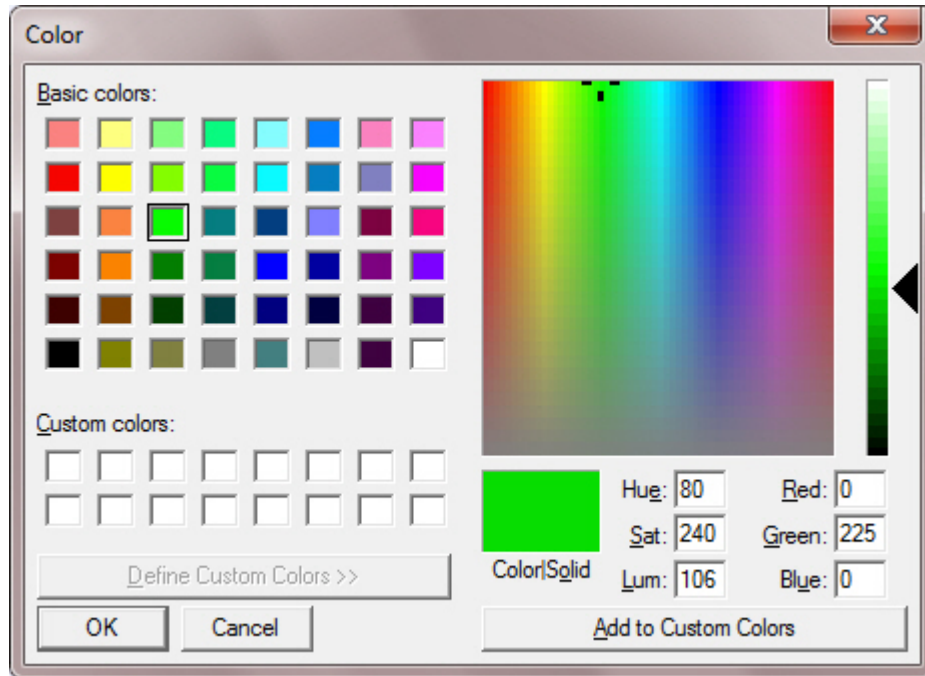 Color
Basic colors:
Custom colors:
Define Custom Colors >>
OK Cancel
Color|Solid
Hue: 80 Red: 0
Sat: 240 Green: 225
Lum: 106 Blue: 0
Add to Custom Colors